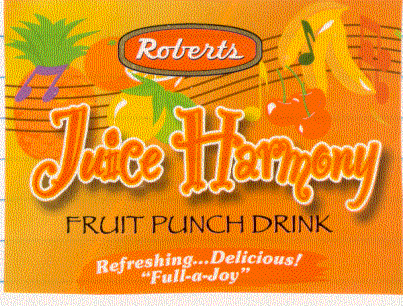 Roberts
Juice Harmony
FRUIT PUNCH DRINK
Refreshing...Delicious!
“Full-a-Joy”